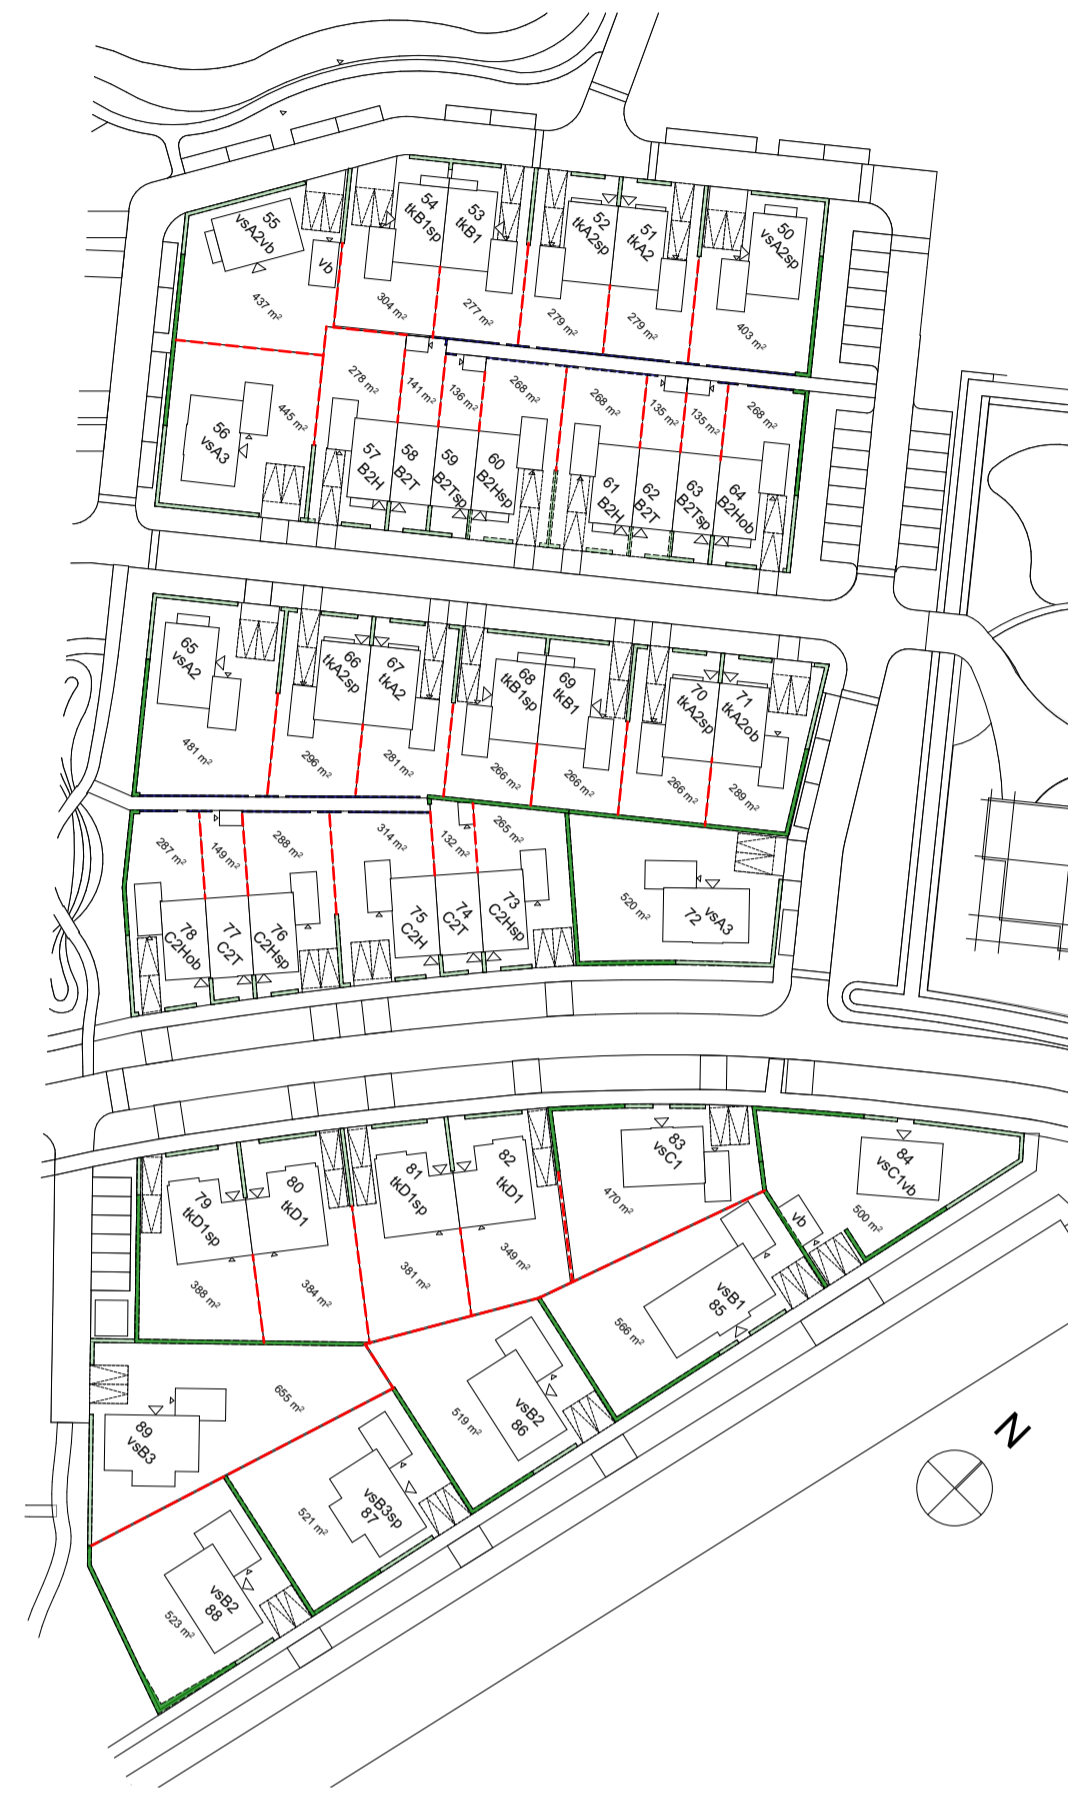 55
vsA2vb
vb
437 m²
54
tkB1sp
304 m²
53
tkB1
277 m²
52
tkA2sp
279 m²
51
tkA2
279 m²
50
vsA2sp
403 m²
56
vsA3
445 m²
278 m²
57
B2H
141 m²
58
B2T
136 m²
59
B2Tsp
268 m²
60
B2Hsp
268 m²
61
B2H
135 m²
62
B2T
135 m²
63
B2Tsp
268 m²
64
B2Hob
65
vsA2
481 m²
66
tkA2sp
296 m²
67
tkA2
281 m²
68
tkB1sp
266 m²
69
tkB1
266 m²
70
tkA2sp
266 m²
71
tkA2ob
289 m²
287 m²
78
C2Hob
149 m²
77
C2T
288 m²
76
C2Hsp
314 m²
75
C2H
132 m²
74
C2T
265 m²
73
C2Hsp
520 m²
72
vsA3
79
tkD1sp
388 m²
80
tkD1
384 m²
81
tkD1sp
381 m²
82
tkD1
349 m²
83
vsC1
470 m²
84
vsC1vb
500 m²
vb
vsB1
85
566 m²
vsB2
86
519 m²
655 m²
89
vsB3
vsB3sp
87
521 m²
vsB2
88
523 m²
N